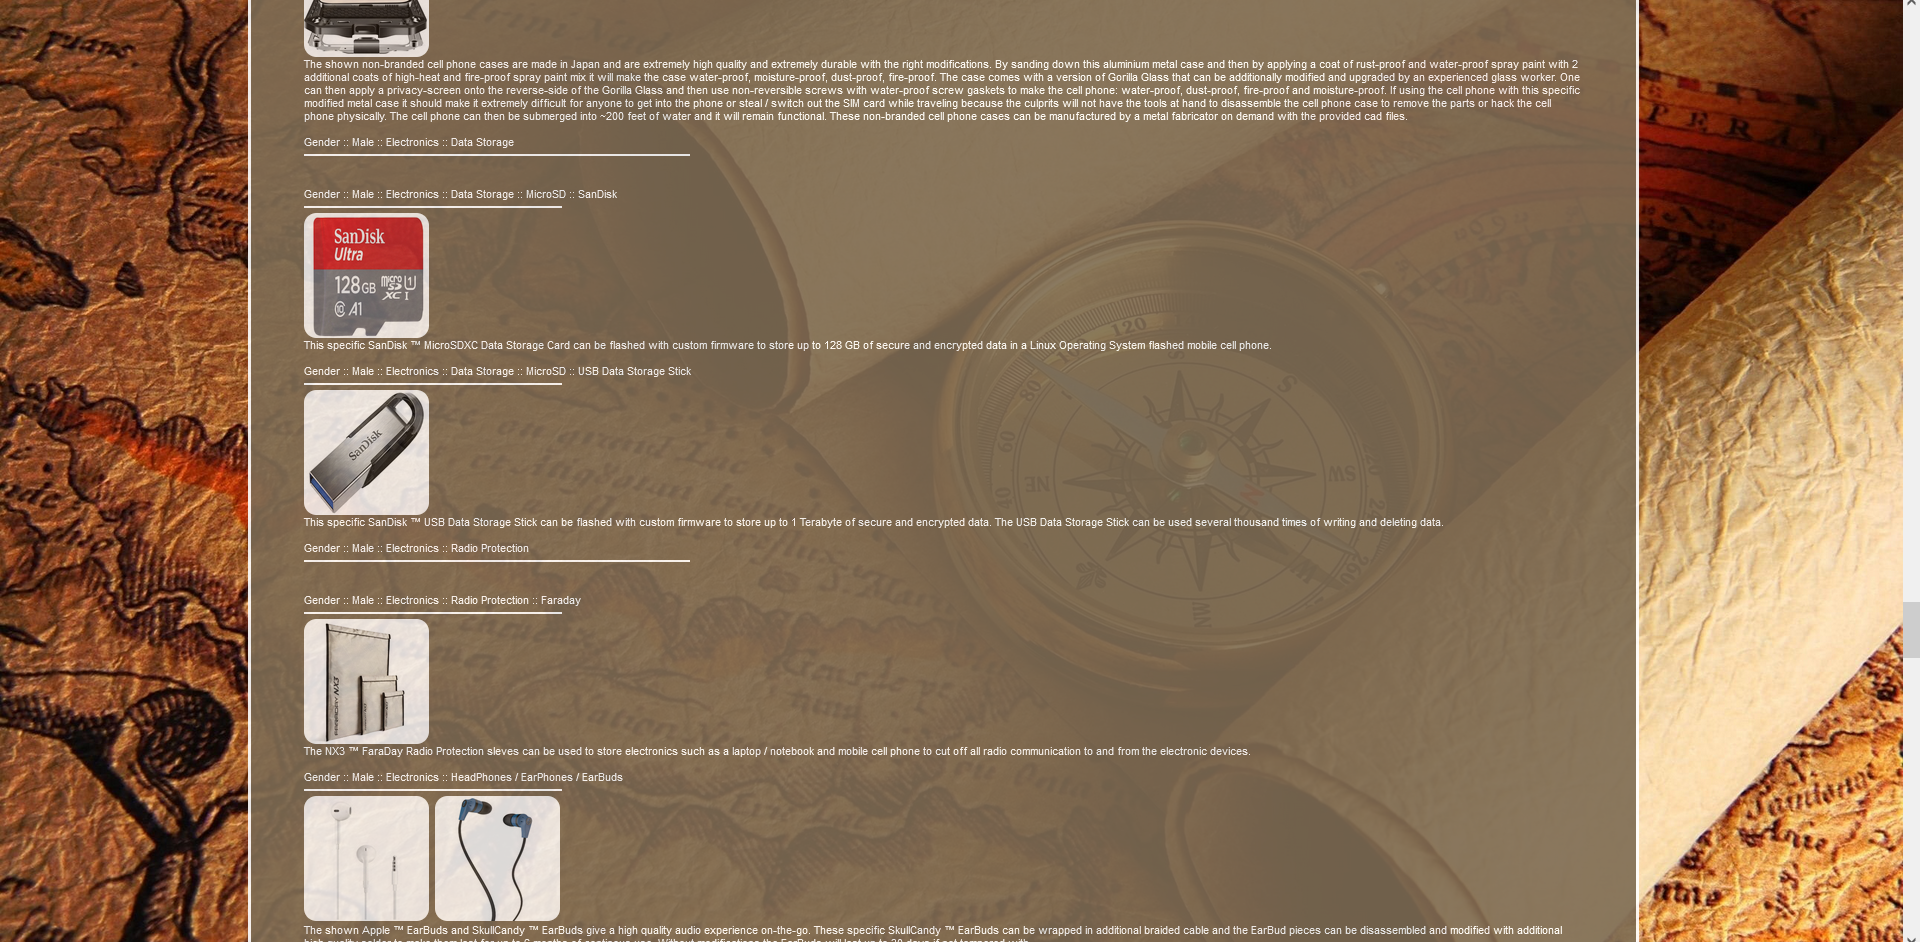 The shown non-branded cell phone cases are made in Japan and are extremely high quality and extremely durable with the right modifications. By sanding down this aluminium metal case and then by applying a coat of rust-proof and water-proof spray paint with 2
additional coats of high-heat and fire-proof spray paint mix it will make the case water-proof, moisture-proof, dust-proof, fire-proof. The case comes with a version of Gorilla Glass that can be additionally modified and upgraded by an experienced glass worker. One
can then apply a privacy-screen onto the reverse-side of the Gorilla Glass and then use non-reversible screws with water-proof screw gaskets to make the cell phone: water-proof, dust-proof, fire-proof and moisture-proof. If using the cell phone with this specific
modified metal case it should make it extremely difficult for anyone to get into the phone or steal / switch out the SIM card while traveling because the culprits will not have the tools at hand to disassemble the cell phone case to remove the parts or hack the cell
phone physically. The cell phone can then be submerged into ~200 feet of water and it will remain functional. These non-branded cell phone cases can be manufactured by a metal fabricator on demand with the provided cad files.
Gender :: Male :: Electronics :: Data Storage
Gender :: Male :: Electronics :: Data Storage :: MicroSD :: SanDisk
SanDisk
Ultra
128GB micro SD XC I U1
10 A1
This specific SanDisk ™ MicroSDXC Data Storage Card can be flashed with custom firmware to store up to 128 GB of secure and encrypted data in a Linux Operating System flashed mobile cell phone.
Gender :: Male :: Electronics :: Data Storage :: MicroSD :: USB Data Storage Stick
SanDisk
This specific SanDisk ™ USB Data Storage Stick can be flashed with custom firmware to store up to 1 Terabyte of secure and encrypted data. The USB Data Storage Stick can be used several thousand times of writing and deleting data.
Gender :: Male :: Electronics :: Radio Protection
Gender :: Male :: Electronics :: Radio Protection :: Faraday
The NX3 ™ FaraDay Radio Protection sleves can be used to store electronics such as a laptop / notebook and mobile cell phone to cut off all radio communication to and from the electronic devices.
Gender :: Male :: Electronics :: HeadPhones / EarPhones / EarBuds
The shown Apple ™ EarBuds and SkullCandy ™ EarBuds give a high quality audio experience on-the-go. These specific SkullCandy ™ EarBuds can be wrapped in additional braided cable and the EarBud pieces can be disassembled and modified with additional
120
80
60
S
SW
NE
NW
N
260